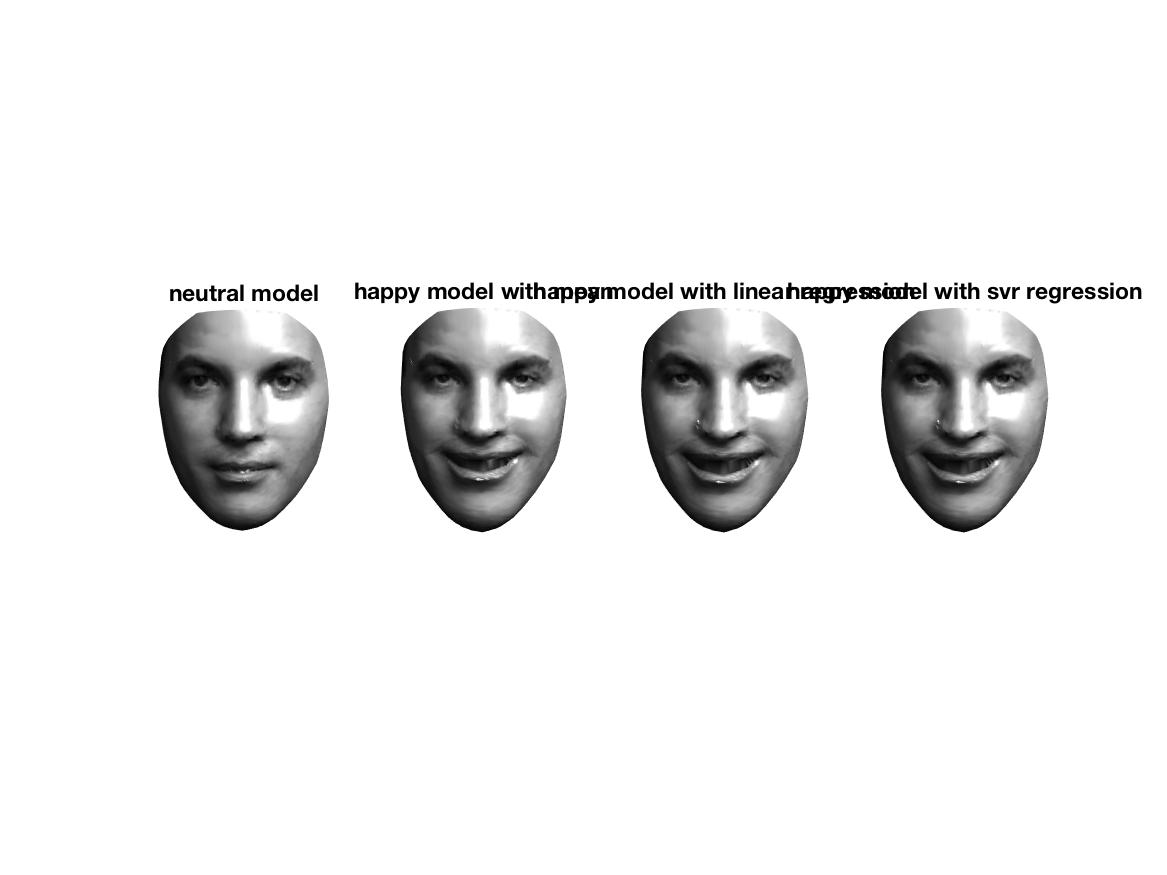 neutral model
happy model with mean
happy model with linear regression
happy model with svr regression